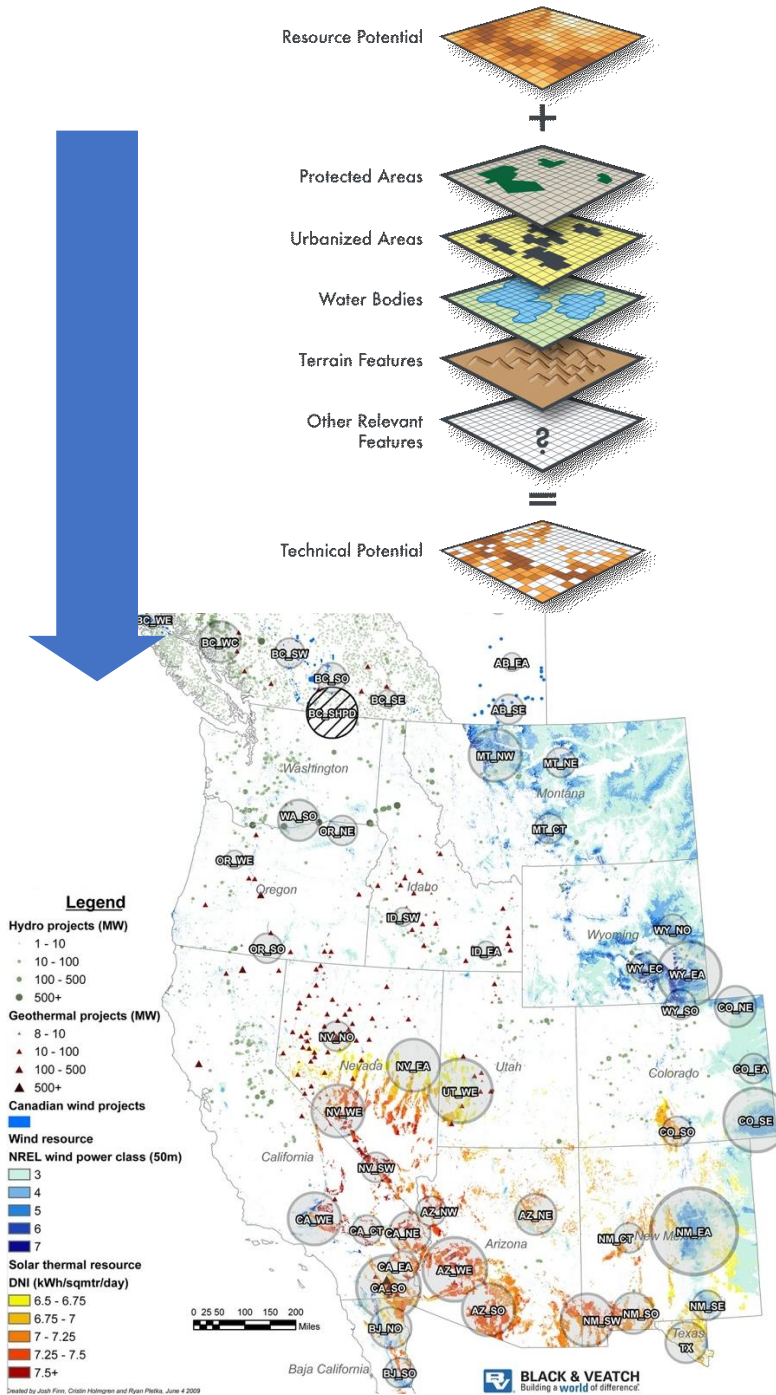 Resource Potential
+
Protected Areas
Urbanized Areas
Water Bodies
Terrain Features
Other Relevant
Features
?
=
Technical Potential
BC_WE
BC_WC
BC_SW
BC_SO
BC_SE
BC_SHPD
AB_EA
AB_SE
MT_NW
MT_NE
Washington
Montana
WA_SO
OR_NE
MT_CT
OR_WE
Oregon
Idaho
ID_SW
ID_EA
OR_SO
Wyoming
WY_NO
WY_EC
WY_EA
WY_SO
CO_NE
NV_NO
Nevada
NV_EA
UT_WE
Utah
Colorado
CO_EA
CO_SE
CO_SO
NV_WE
California
NV_SW
CA_WE
CA_CT
CA_NE
AZ_NW
AZ_NE
Arizona
NM_CT
NM_EA
CA_EA
CA_SO
AZ_WE
AZ_SO
NM_SW
NM_SO
NM_SE
BJ_NO
BJ_SO
Baja California
Texas
TX
Legend
Hydro projects (MW)
1 - 10
10 - 100
100 - 500
500+
Geothermal projects (MW)
8 - 10
10 - 100
100 - 500
500+
Canadian wind projects
Wind resource
NREL wind power class (50m)
3
4
5
6
7
Solar thermal resource
DNI (kWh/sqmtr/day)
6.5 - 6.75
6.75 - 7
7 - 7.25
7.25 - 7.5
7.5+
0 25 50 100 150 200
Miles
BV
BLACK & VEATCH
Building a world of difference.
Created by Josh Finn, Cristin Holmgren and Ryan Pletka, June 4 2009